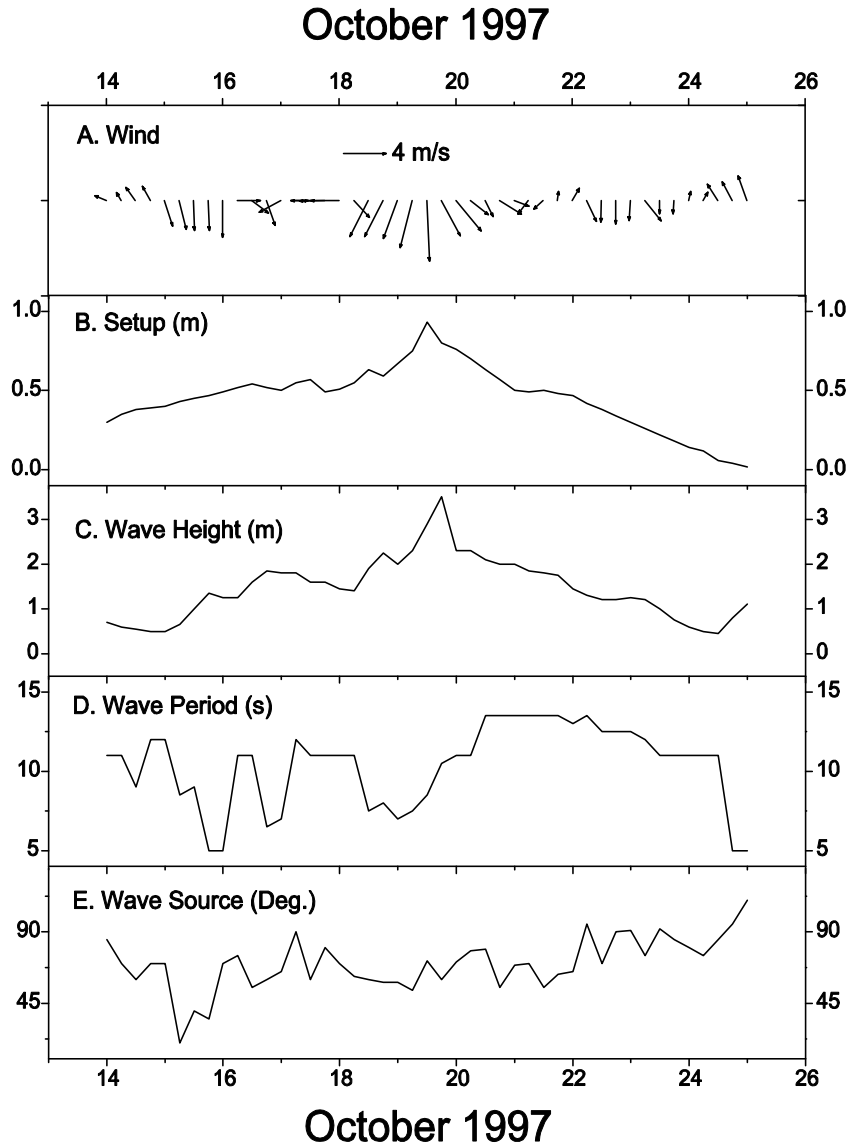 October 1997
14 16 18 20 22 24 26
A. Wind
4 m/s
B. Setup (m)
1.0 1.0
0.5 0.5
0.0 0.0
C. Wave Height (m)
3 3
2 2
1 1
0 0
D. Wave Period (s)
15 15
10 10
5 5
E. Wave Source (Deg.)
90 90
45 45
14 16 18 20 22 24 26
October 1997